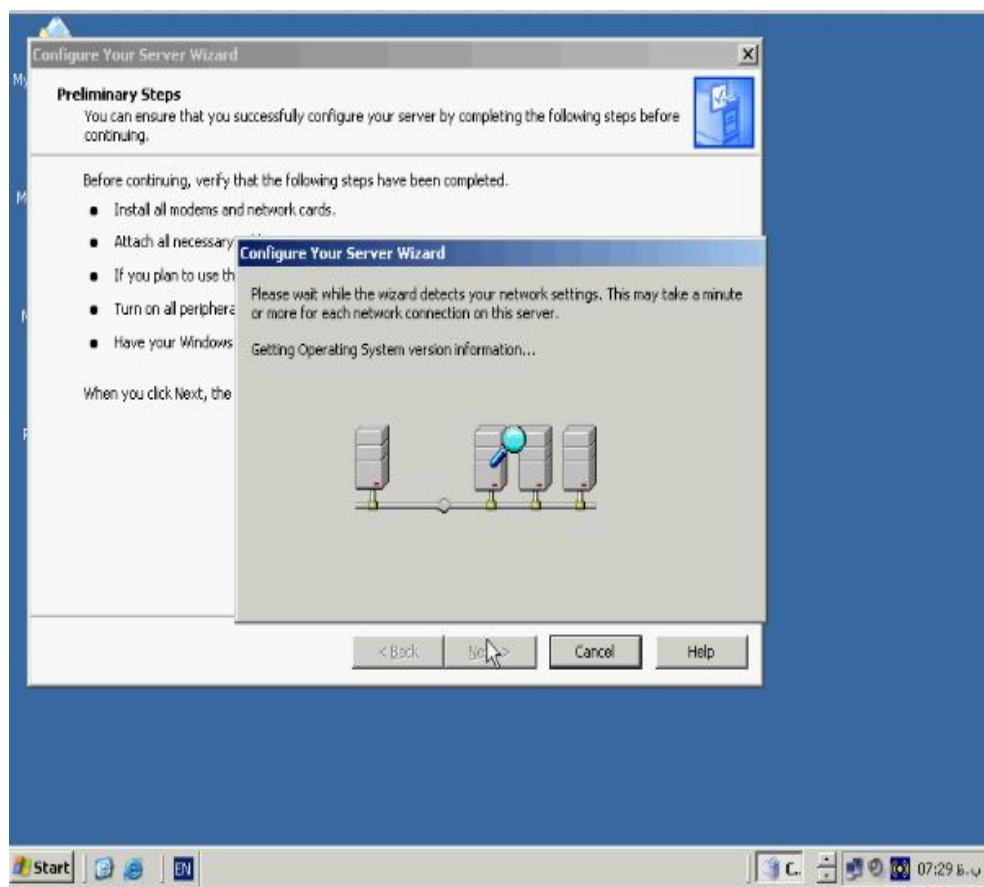 Configure Your Server Wizard
Preliminary Steps
You can ensure that you successfully configure your server by completing the following steps before
continuing.
Before continuing, verify that the following steps have been completed.
Install all modems and network cards.
Attach all necessary
If you plan to use
Turn on all
Have your Windows
When you click Next, the
Configure Your Server Wizard
Please wait while the wizard detects your network settings. This may take a minute
or more for each network connection on this server.
Getting Operating System version information...
< Back
Cancel
Help
Start
EN
C..
07:29 ب.ظ